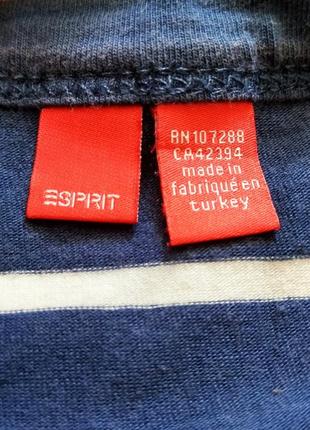 ESPRIT
RN107288
CA42394
made in
fabriqué en
turkey